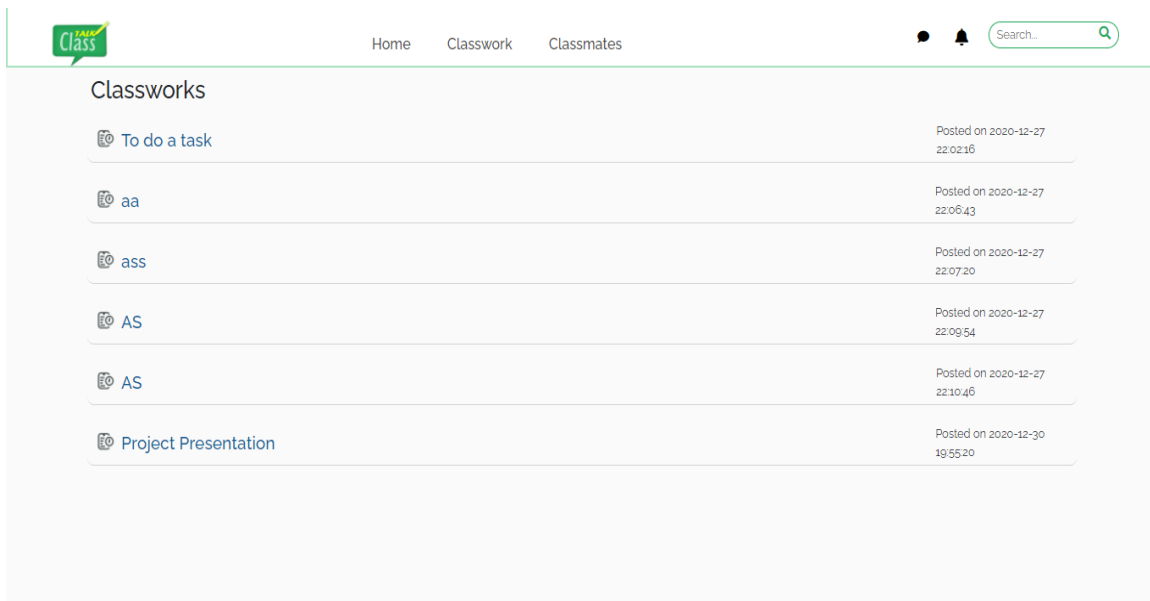 TALK
Class
Home Classwork Classmates Search...
Classworks
To do a task Posted on 2020-12-27
22:02:16
aa Posted on 2020-12-27
22:06:43
ass Posted on 2020-12-27
22:07:20
AS Posted on 2020-12-27
22:09:54
AS Posted on 2020-12-27
22:10:46
Project Presentation Posted on 2020-12-30
19:55:20